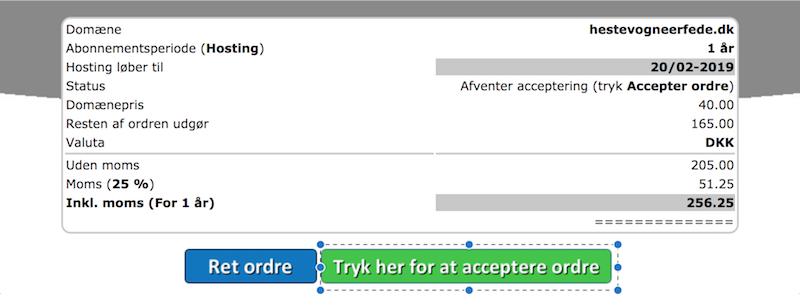 Domæne hestevogneerfede.dk
Abonnementsperiode (Hosting) 1 år
Hosting løber til 20/02-2019
Status Afventer acceptering (tryk Accepter ordre)
Domænepris 40.00
Resten af ordren udgør 165.00
Valuta DKK
Uden moms 205.00
Moms (25 %) 51.25
Inkl. moms (For 1 år) 256.25
===============
Ret ordre Tryk her for at acceptere ordre